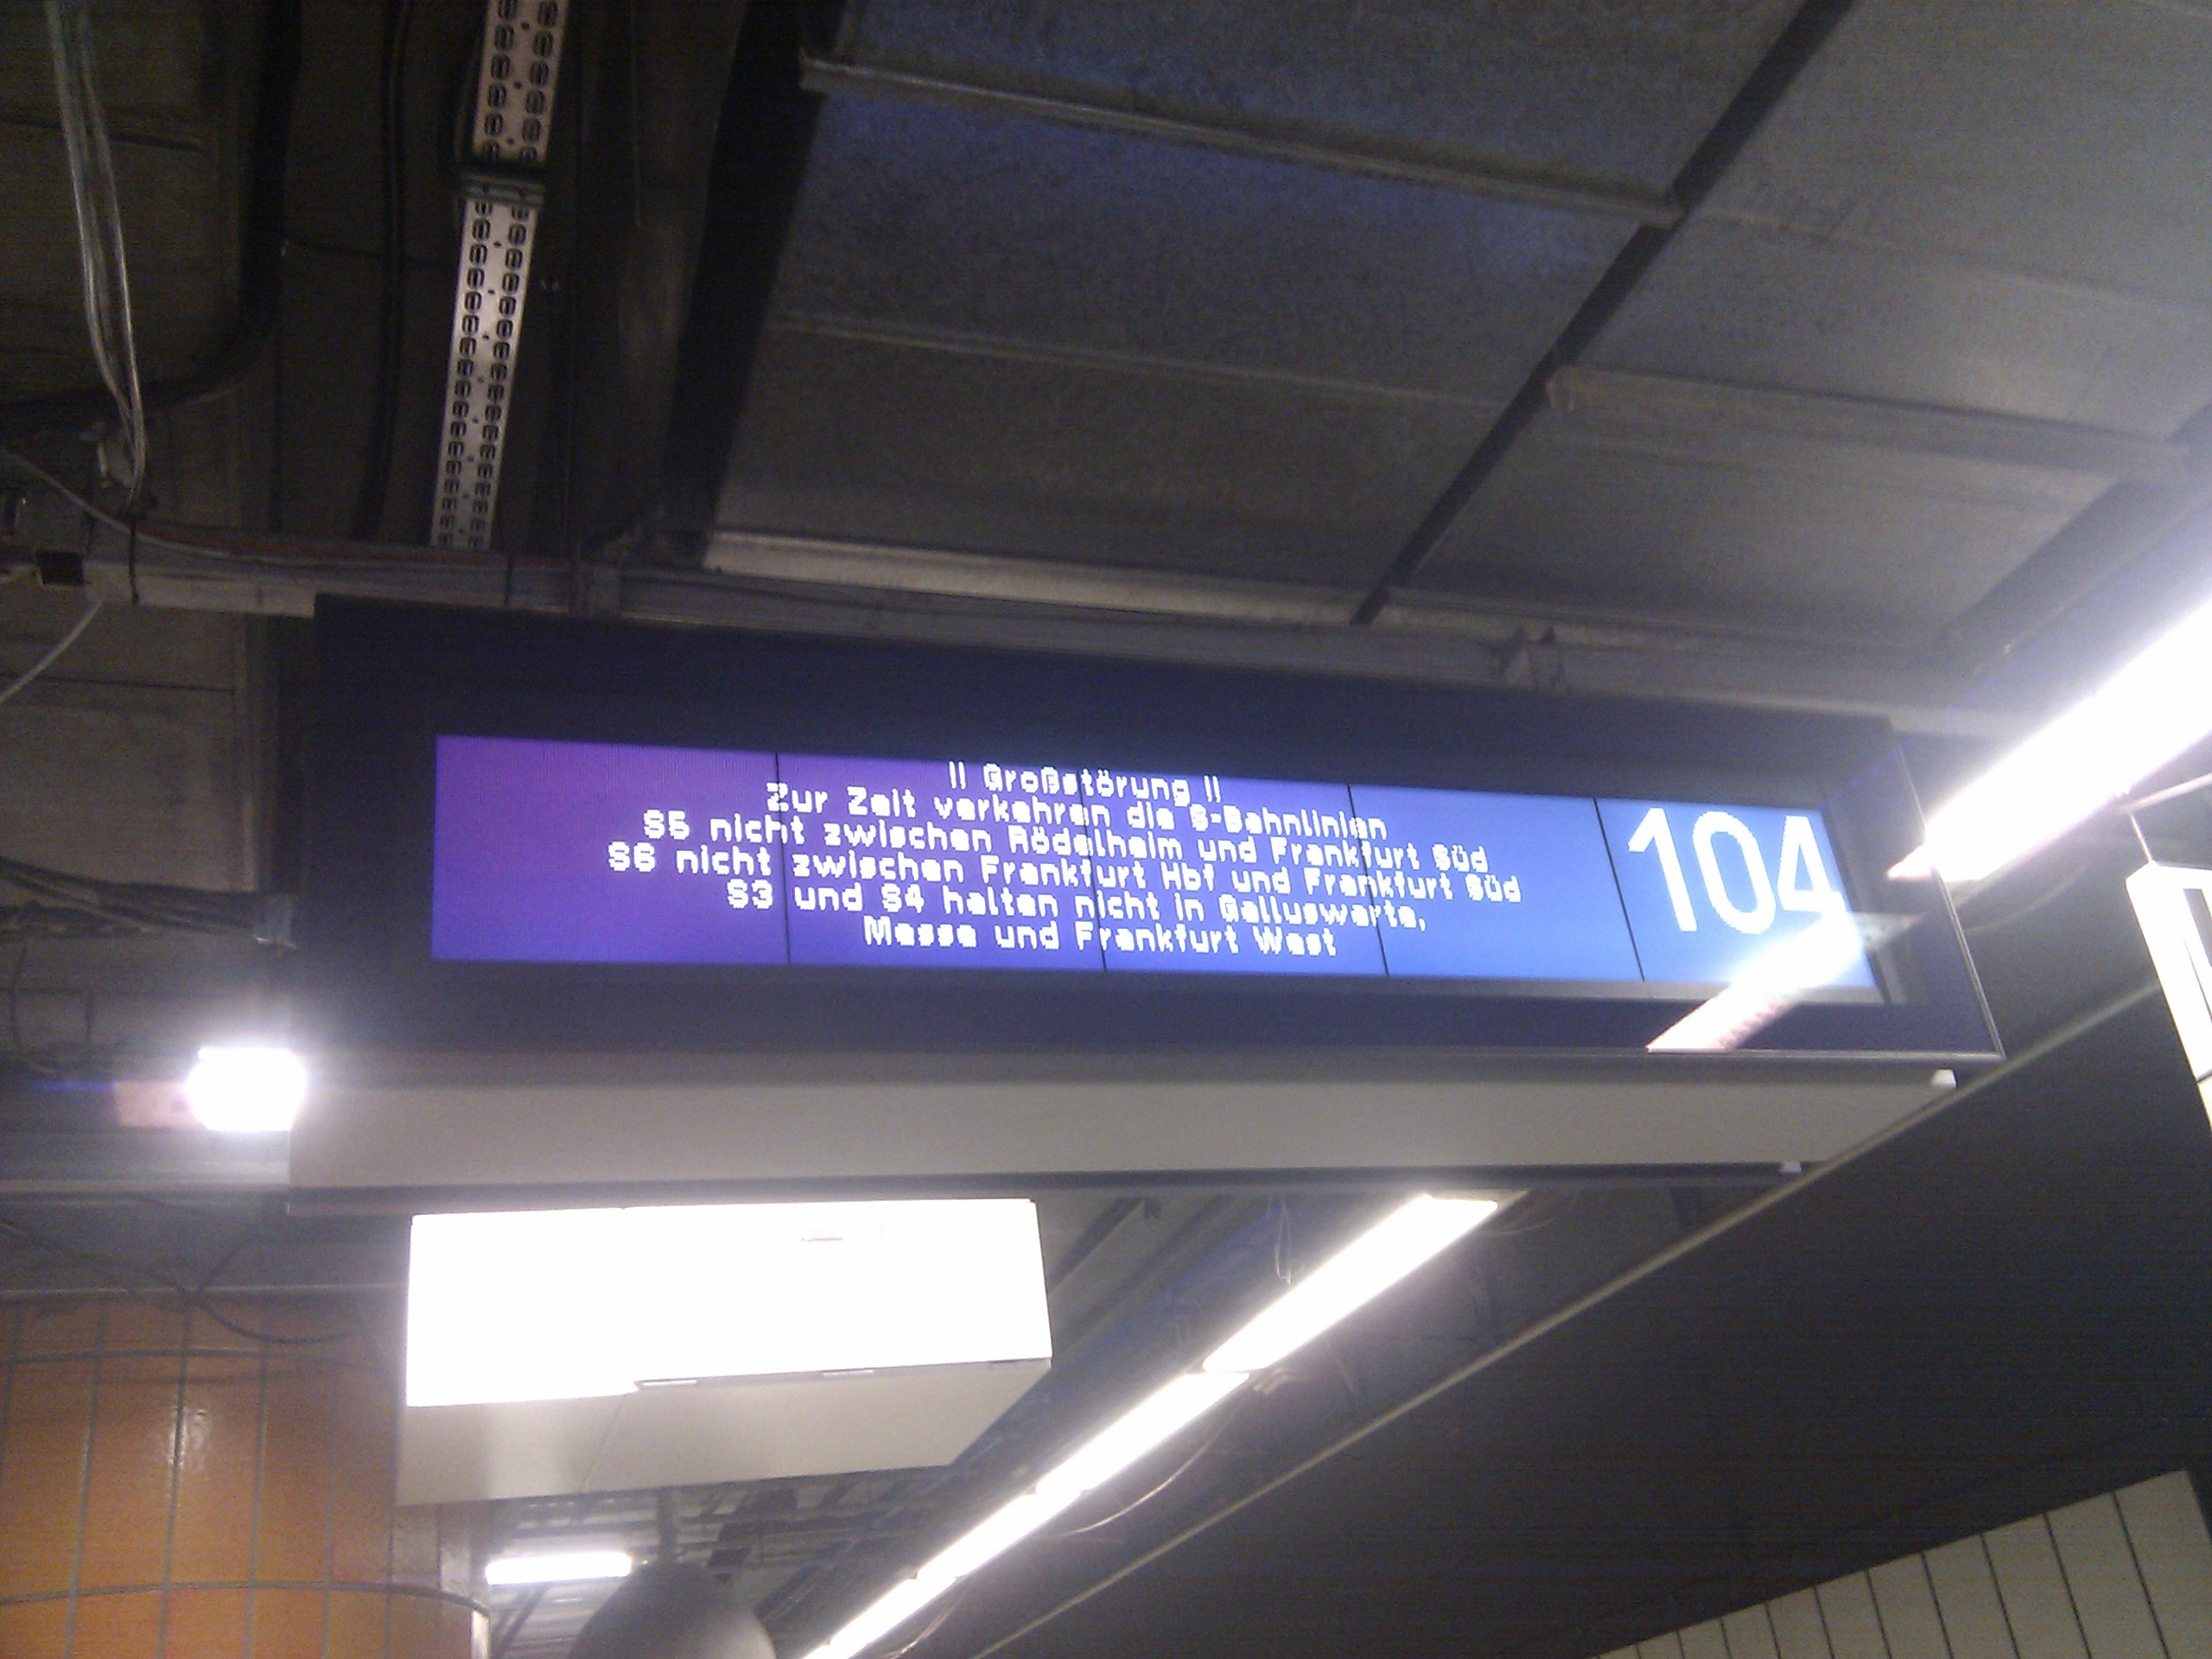 !! Großstörung !!
Zur Zeit verkehren die S-Bahnlinien
S5 nicht zwischen Rödelheim und Frankfurt Süd
S6 nicht zwischen Frankfurt Hbf und Frankfurt Süd
S3 und S4 halten nicht in Galluswarte,
Messe und Frankfurt West
104